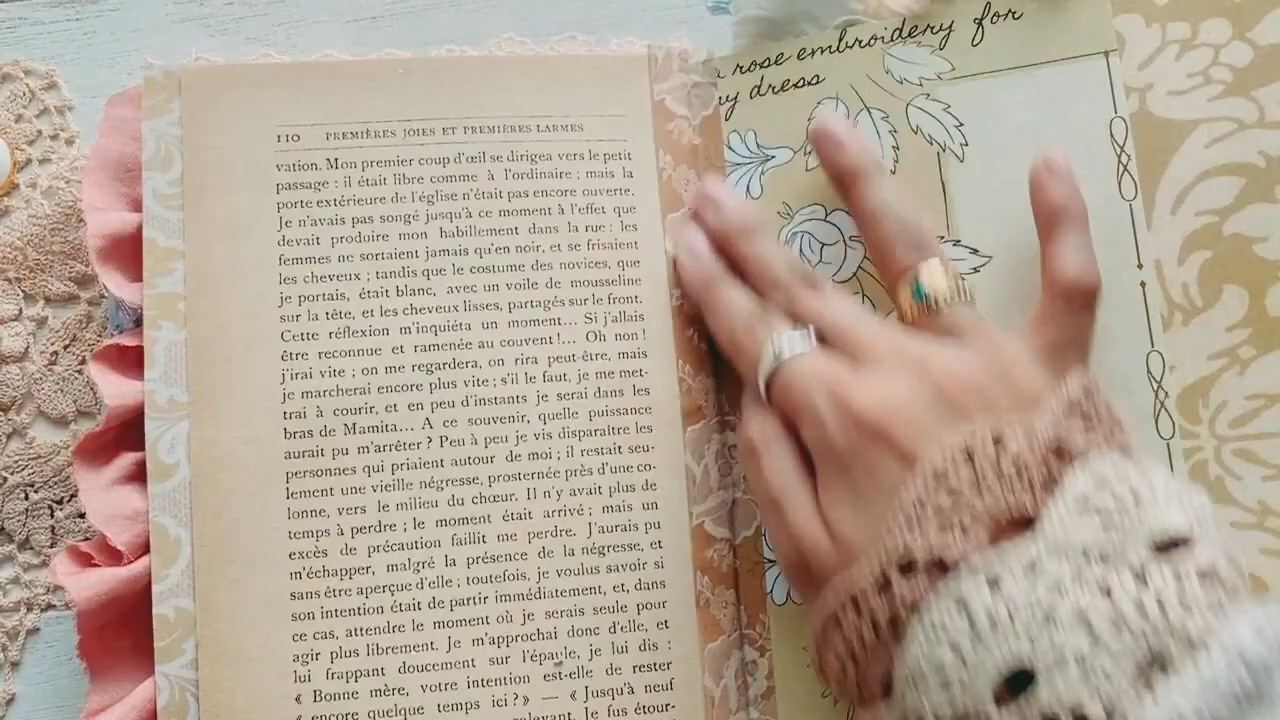 110 PREMIÈRES JOIES ET PREMIÈRES LARMES
vation. Mon premier coup d'œil se dirigea vers le petit
passage : il était libre comme à l'ordinaire ; mais la
porte extérieure de l'église n'était pas encore ouverte.
Je n'avais pas songé jusqu'à ce moment à l'effet que
devait produire mon habillement dans la rue : les
femmes ne sortaient jamais qu'en noir, et se frisaient
les cheveux ; tandis que le costume des novices, que
je portais, était blanc, avec un voile de mousseline
sur la tête, et les cheveux lisses, partagés sur le front.
Cette réflexion m'inquiéta un moment... Si j'allais
être reconnue et ramenée au couvent !... Oh non !
j'irai vite ; on me regardera, on rira peut-être, mais
je marcherai encore plus vite ; s'il le faut, je me met-
trai à courir, et en peu d'instants je serai dans les
bras de Mamita... A ce souvenir, quelle puissance
aurait pu m'arrêter ? Peu à peu je vis disparaître les
personnes qui priaient autour de moi ; il restait seu-
lement une vieille négresse, prosternée près d'une co-
lonne, vers le milieu du chœur. Il n'y avait plus de
temps à perdre ; le moment était arrivé ; mais un
excès de précaution faillit me perdre. J'aurais pu
m'échapper, malgré la présence de la négresse, et
sans être aperçue d'elle ; toutefois, je voulus savoir si
son intention était de partir immédiatement, et, dans
ce cas, attendre le moment où je serais seule pour
agir plus librement. Je m'approchai donc d'elle, et
lui frappant doucement sur l'épaule, je lui dis :
« Bonne mère, votre intention est-elle de rester
« encore quelque temps ici ? » — « Jusqu'à neuf
Je fus étour-
rose embroidery for
dress